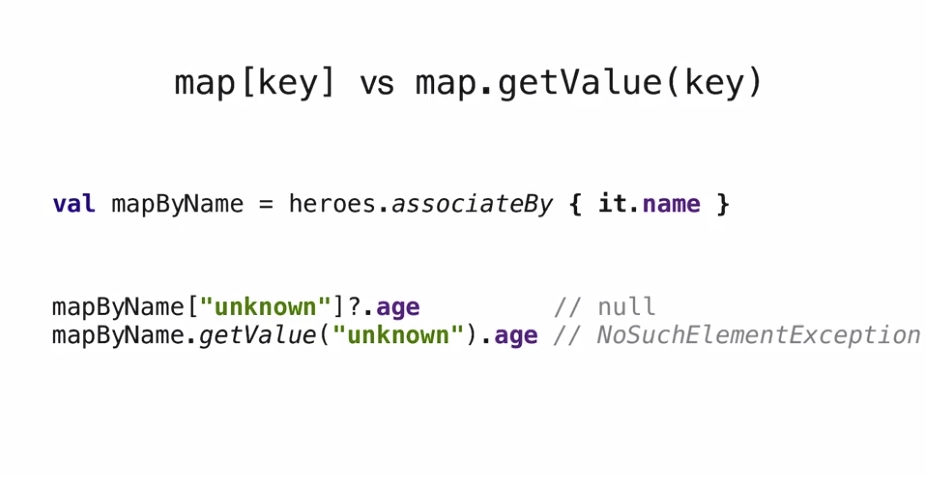 map[key] vs map.getValue(key)
val mapByName = heroes.associateBy { it.name }
mapByName["unknown"]?.age         // null
mapByName.getValue("unknown").age // NoSuchElementException